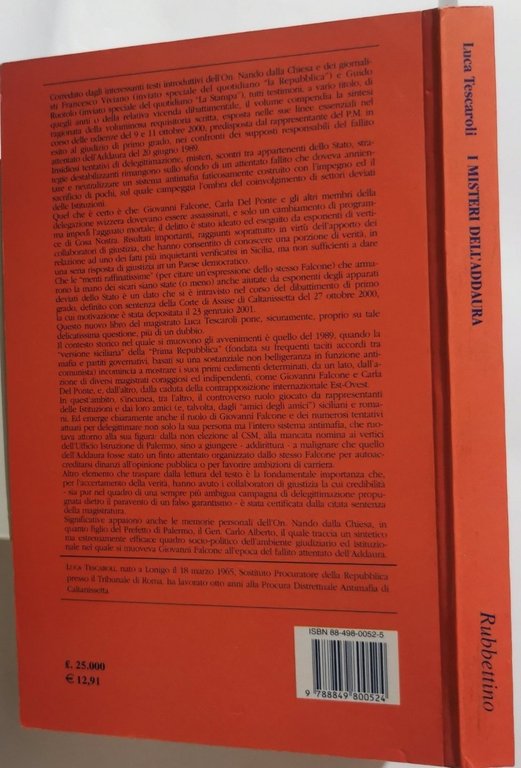 Corredato dagli interessanti testi introduttivi dell'On. Nando dalla Chiesa e dei giornali-
sti Francesco Viviano (inviato speciale del quotidiano "la Repubblica") e Guido
Ruotolo (inviato speciale del quotidiano "La Stampa"), tutti testimoni, a vario titolo, di
quegli anni o della relativa vicenda dibattimentale, il volume compendia la sintesi
ragionata della voluminosa requisitoria scritta, esposta nelle sue linee essenziali nel
corso delle udienze del 9 e 11 ottobre 2000, predisposta dal rappresentante del P.M. in
esito al giudizio di primo grado, nei confronti dei supposti responsabili del fallito
attentato dell'Addaura del 20 giugno 1989.
Insidiosi tentativi di delegittimazione, misteri, scontri tra appartenenti dello Stato, stra-
tegie destabilizzanti rimangono sullo sfondo di un attentato fallito che doveva annien-
tare e neutralizzare un sistema antimafia faticosamente costruito con l'impegno ed il
sacrificio di pochi, sul quale campeggia l'ombra del coinvolgimento di settori deviati
delle Istituzioni.
Quel che è certo è che Giovanni Falcone, Carla Del Ponte e gli altri membri della
delegazione svizzera dovevano essere assassinati, e solo un cambiamento di program-
ma impedì l'agguato mortale; il delitto è stato ideato ed eseguito da esponenti di verti-
ce di Cosa Nostra. Risultati importanti, raggiunti soprattutto in virtù dell'apporto dei
collaboratori di giustizia, che hanno consentito di conoscere una porzione di verità, in
relazione ad uno dei fatti più inquietanti verificatisi in Sicilia, ma non sufficienti a dare
una seria risposta di giustizia in un Paese democratico.
Che le "menti raffinatissime" (per citare un'espressione dello stesso Falcone) che arma-
rono la mano dei sicari siano state (o meno) anche aiutate da esponenti degli apparati
deviati dello Stato è un dato che si è intravisto nel corso del dibattimento di primo
grado, definito con sentenza della Corte di Assise di Caltanissetta del 27 ottobre 2000,
la cui motivazione è stata depositata il 23 gennaio 2001.
Questo nuovo libro del magistrato Luca Tescaroli pone, sicuramente, proprio su tale
delicatissima questione, più di un dubbio.
Il contesto storico nel quale si muovono gli avvenimenti è quello del 1989, quando la
"versione siciliana" della "Prima Repubblica" (fondata su frequenti taciti accordi tra
mafia e partiti governativi, basati su una sostanziale non belligeranza in funzione anti-
comunista) incomincia a mostrare i suoi primi cedimenti determinati, da un lato, dall'a-
zione di diversi magistrati coraggiosi ed indipendenti, come Giovanni Falcone e Carla
Del Ponte, e, dall'altro, dalla caduta della contrapposizione internazionale Est-Ovest.
In quest'ambito, s'incunea, tra l'altro, il controverso ruolo giocato da rappresentanti
delle Istituzioni e (dai loro amici te, talvolta, dagli "amici degli amici") siciliani e roma-
ni. Ed emerge chiaramente anche il ruolo di Giovanni Falcone e dei numerosi tentativi
attuati per delegittimare non solo la sua persona ma l'intero sistema antimafia, che ruo-
tava attorno alla sua figura: dalla non elezione al CSM, alla mancata nomina ai vertici
dell'Ufficio Istruzione di Palermo, sino a giungere - addirittura - a malignare che quello
dell'Addaura fosse stato un finto attentato organizzato dallo stesso Falcone per autoac-
creditarsi dinanzi all'opinione pubblica o per favorire ambizioni di carriera.
Altro elemento che traspare dalla lettura del testo è la fondamentale importanza che,
per l'accertamento della verità, hanno avuto i collaboratori di giustizia la cui credibilità
- sia pur nel quadro di una sempre più ambigua campagna di delegittimazione propu-
gnata dietro il paravento di un falso garantismo - è stata certificata dalla citata sentenza
della magistratura.
Significative appaiono anche le memorie personali dell'On. Nando dalla Chiesa, in
quanto figlio del Prefetto di Palermo, il Gen. Carlo Alberto, il quale traccia un sintetico
ma estremamente efficace quadro socio-politico dell'ambiente giudiziario ed istituzio-
nale nel quale si muoveva Giovanni Falcone all'epoca del fallito attentato dell'Addaura.
LUCA TESCAROLI, nato a Lonigo il 18 marzo 1965, Sostituto Procuratore della Repubblica
presso il Tribunale di Roma, ha lavorato otto anni alla Procura Distrettuale Antimafia di
Caltanissetta
£. 25.000
€ 12,91
ISBN 88-498-0052-5
9 788849 800524
Luca Tescaroli I MISTERI DELL'ADDAURA
Rubbettino